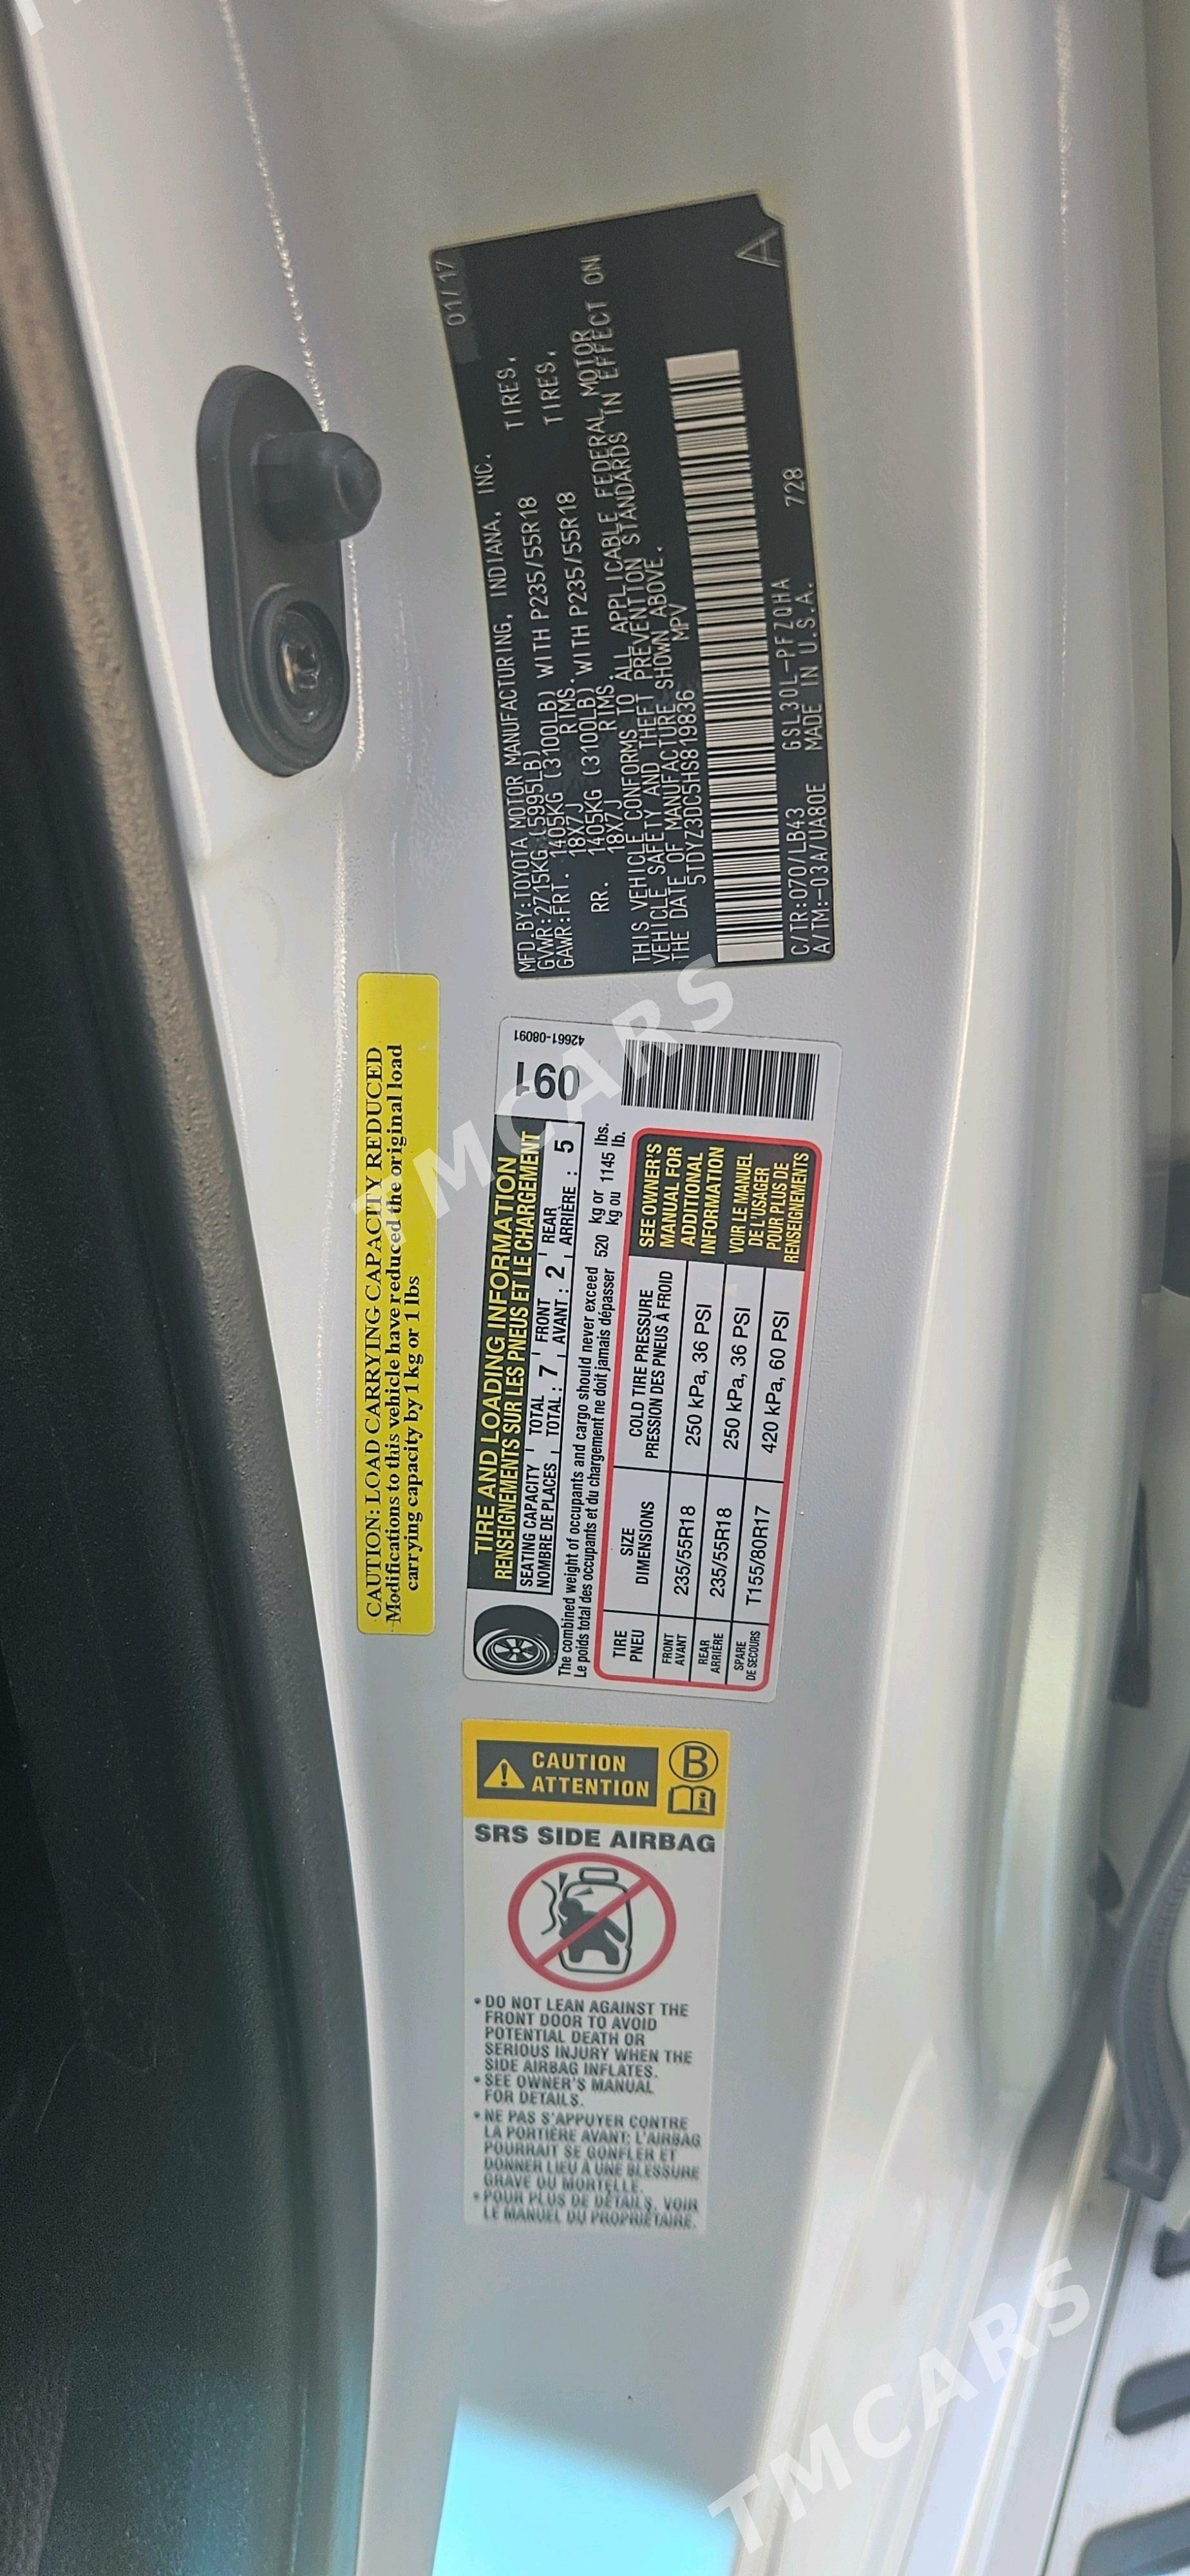 01/17
MFD.BY:TOYOTA MOTOR MANUFACTURING, INDIANA, INC.
GVWR:2715KG (5995LB)
GAWR:FRT. 1405KG (3100LB) WITH P235/55R18 TIRES,
18X7J RIMS.
RR. 1405KG (3100LB) WITH P235/55R18 TIRES,
18X7J RIMS.
THIS VEHICLE CONFORMS TO ALL APPLICABLE FEDERAL MOTOR
VEHICLE SAFETY AND THEFT PREVENTION STANDARDS IN EFFECT ON
THE DATE OF MANUFACTURE SHOWN ABOVE.
5TDYZ3DC5HS819836 MPV
C/TR:070/LB43 GSL30L-PFZQHA 728
A/TM:-03A/UA80E MADE IN U.S.A.
A
CAUTION: LOAD CARRYING CAPACITY REDUCED
Modifications to this vehicle have reduced the original load
carrying capacity by 1 kg or 1 lbs
TIRE AND LOADING INFORMATION
RENSEIGNEMENTS SUR LES PNEUS ET LE CHARGEMENT
091
42661-08091
SEATING CAPACITY TOTAL FRONT REAR
NOMBRE DE PLACES TOTAL : 7 AVANT : 2 ARRIÈRE : 5
The combined weight of occupants and cargo should never exceed 520 kg or 1145 lbs.
Le poids total des occupants et du chargement ne doit jamais dépasser kg ou lb.
TIRE PNEU
SIZE DIMENSIONS
COLD TIRE PRESSURE
PRESSION DES PNEUS À FROID
FRONT AVANT 235/55R18 250 kPa, 36 PSI
REAR ARRIÈRE 235/55R18 250 kPa, 36 PSI
SPARE DE SECOURS T155/80R17 420 kPa, 60 PSI
SEE OWNER'S
MANUAL FOR
ADDITIONAL
INFORMATION
VOIR LE MANUEL
DE L'USAGER
POUR PLUS DE
RENSEIGNEMENTS
CAUTION
ATTENTION
B
SRS SIDE AIRBAG
• DO NOT LEAN AGAINST THE
FRONT DOOR TO AVOID
POTENTIAL DEATH OR
SERIOUS INJURY WHEN THE
SIDE AIRBAG INFLATES.
• SEE OWNER'S MANUAL
FOR DETAILS.
• NE PAS S'APPUYER CONTRE
LA PORTIÈRE AVANT; L'AIRBAG
POURRAIT SE GONFLER ET
DONNER LIEU À UNE BLESSURE
GRAVE OU MORTELLE.
• POUR PLUS DE DÉTAILS, VOIR
LE MANUEL DU PROPRIÉTAIRE.
TMCARS
TMCARS